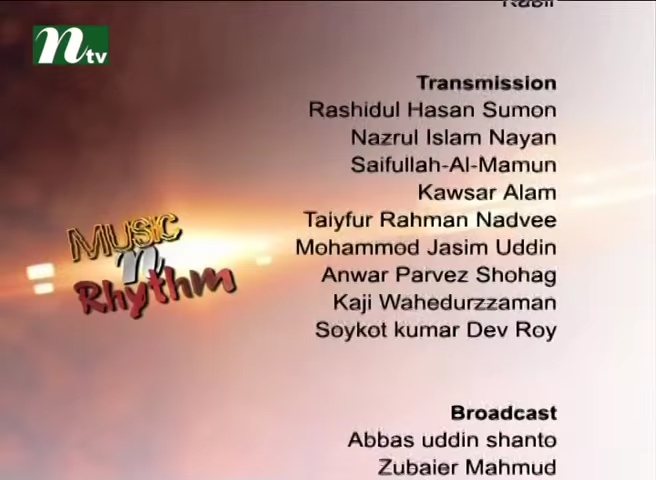 ntv
Transmission
Rashidul Hasan Sumon
Nazrul Islam Nayan
Saifullah-Al-Mamun
Kawsar Alam
Taiyfur Rahman Nadvee
Mohammod Jasim Uddin
Anwar Parvez Shohag
Kaji Wahedurzzaman
Soykot kumar Dev Roy
Music
n
Rhythm
Broadcast
Abbas uddin shanto
Zubaier Mahmud